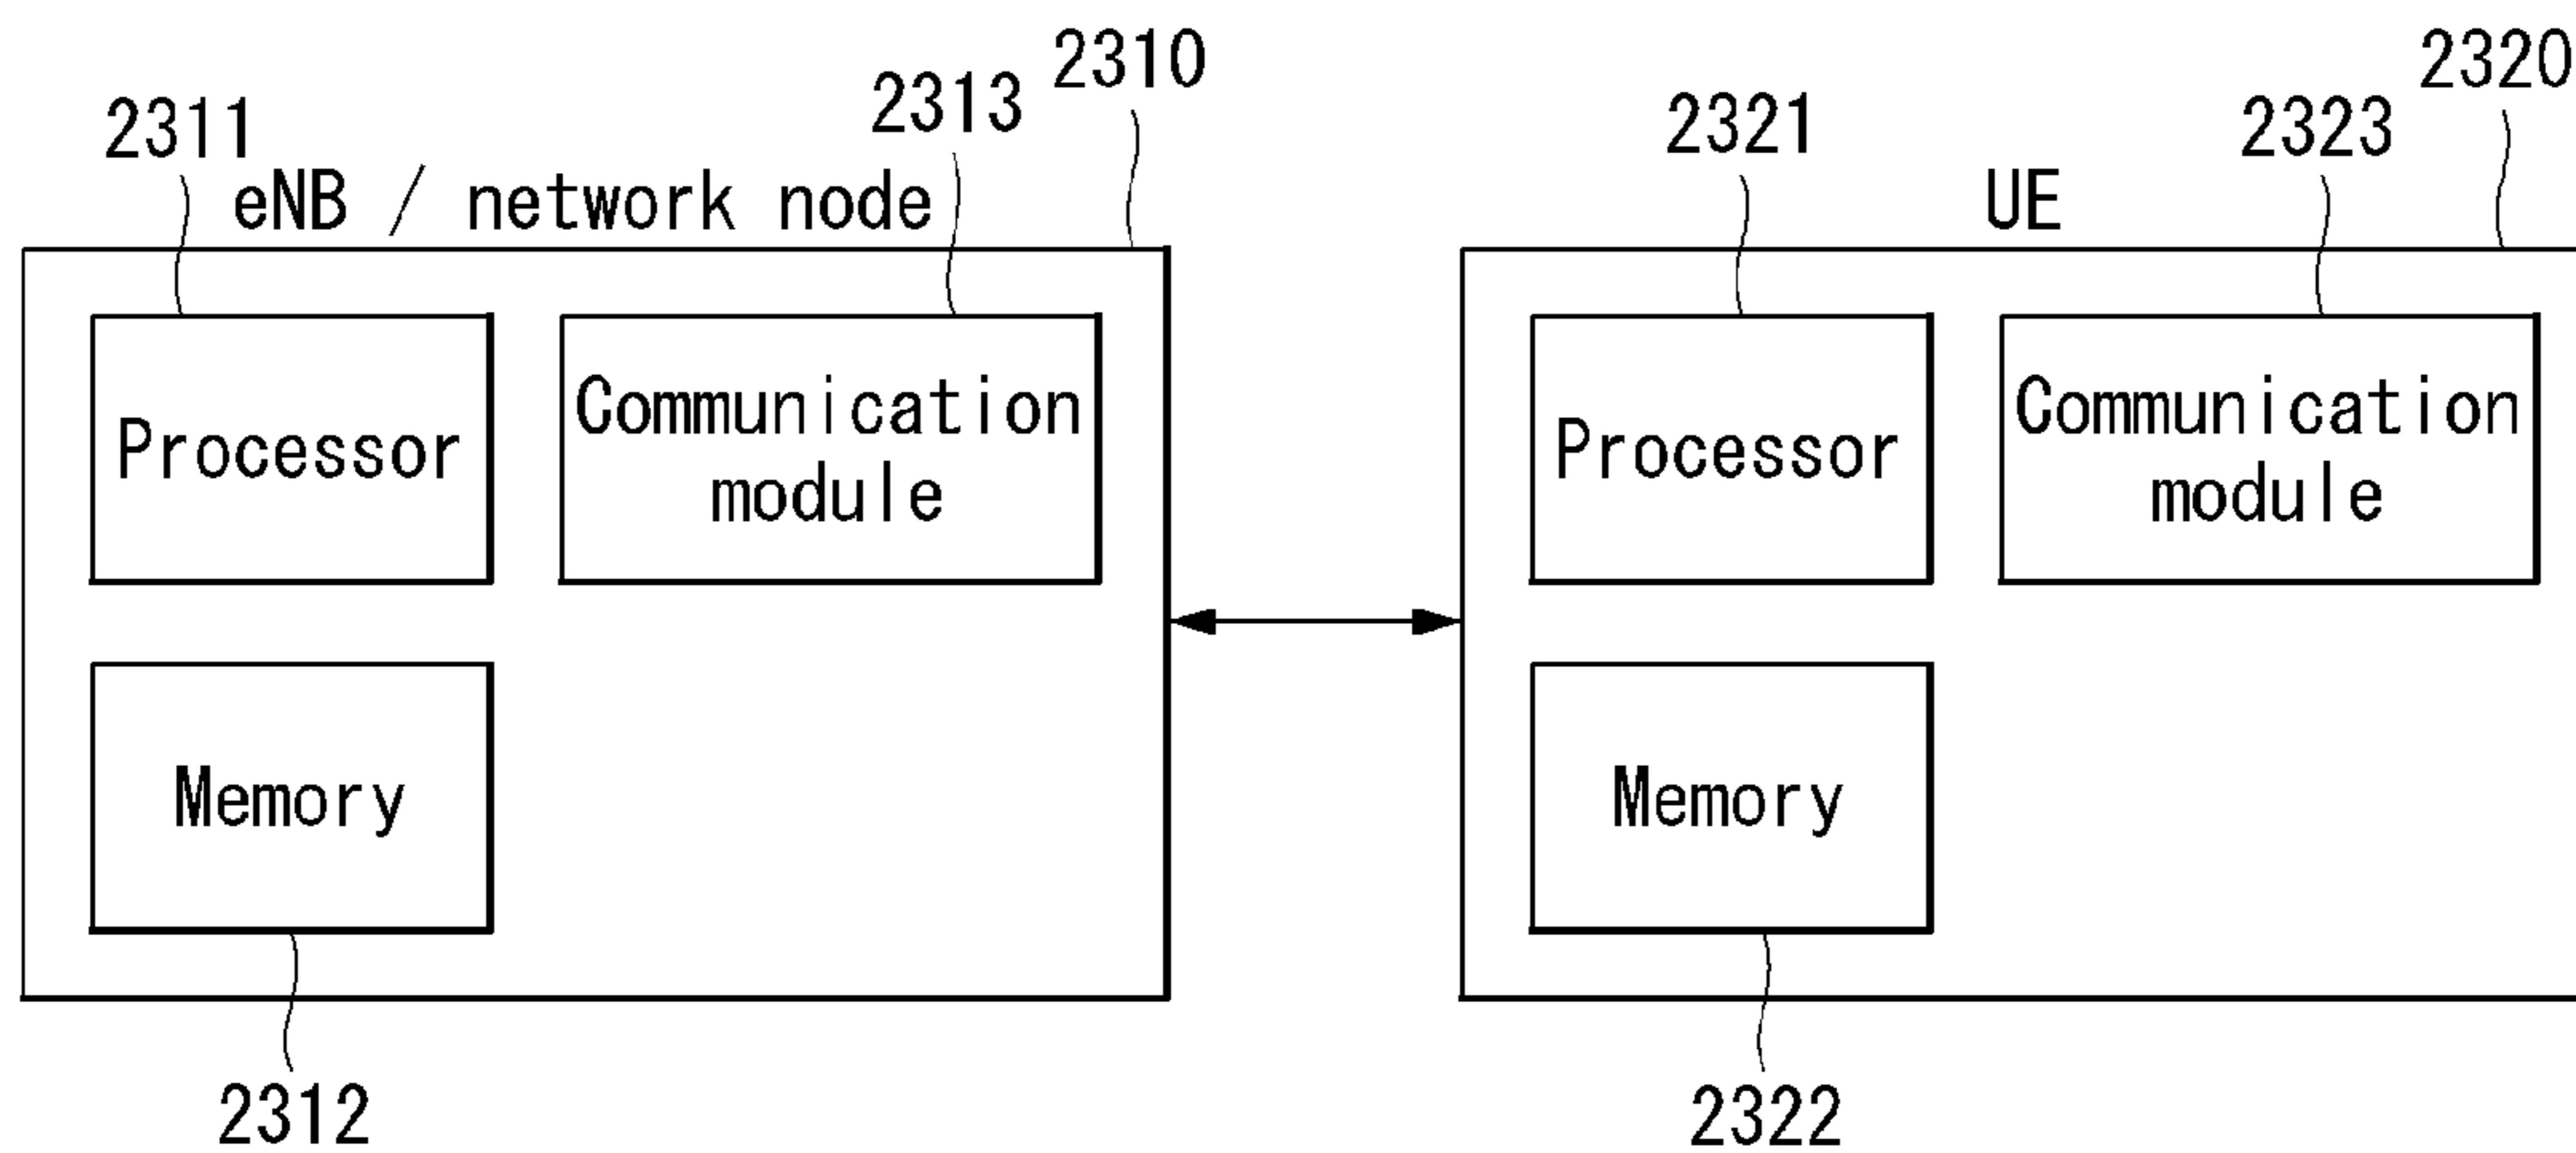 2310
2320
2313
2311
2321
2323
eNB / network node
UE
Processor
Communication
module
Processor
Communication
module
Memory
Memory
2312
2322